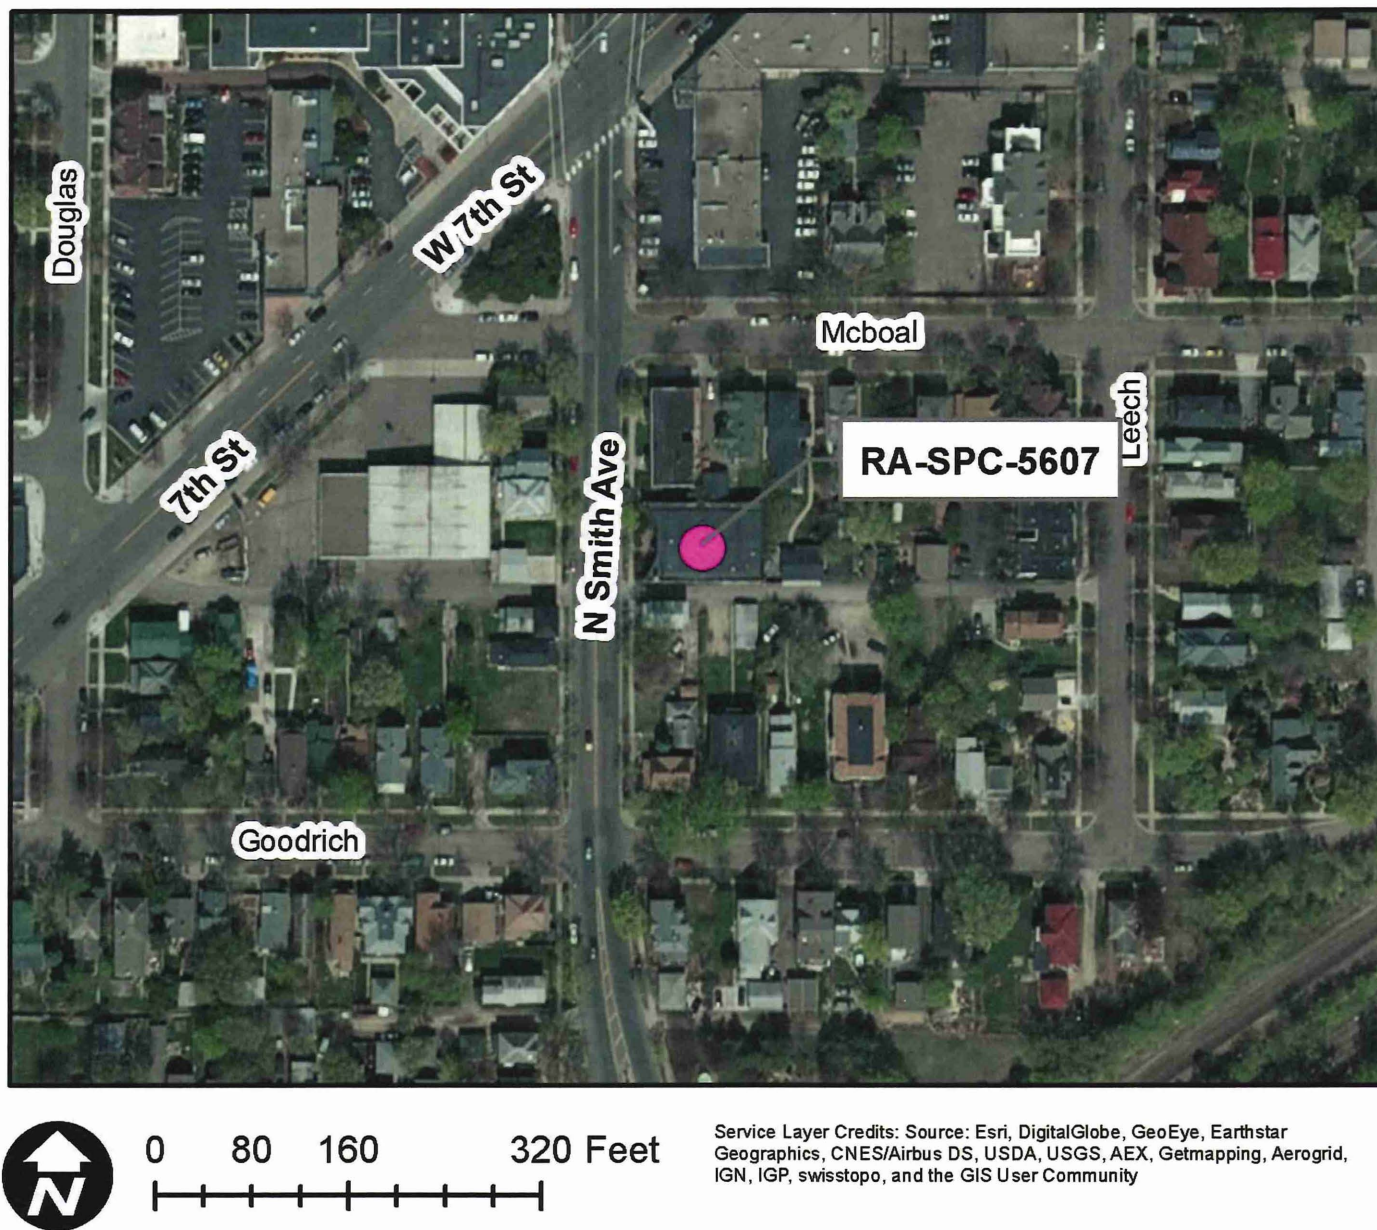 Douglas
W 7th St
Mcboal
Leech
7th St
RA-SPC-5607
N Smith Ave
Goodrich
N
0 80 160 320 Feet
Service Layer Credits: Source: Esri, DigitalGlobe, GeoEye, Earthstar
Geographics, CNES/Airbus DS, USDA, USGS, AEX, Getmapping, Aerogrid,
IGN, IGP, swisstopo, and the GIS User Community